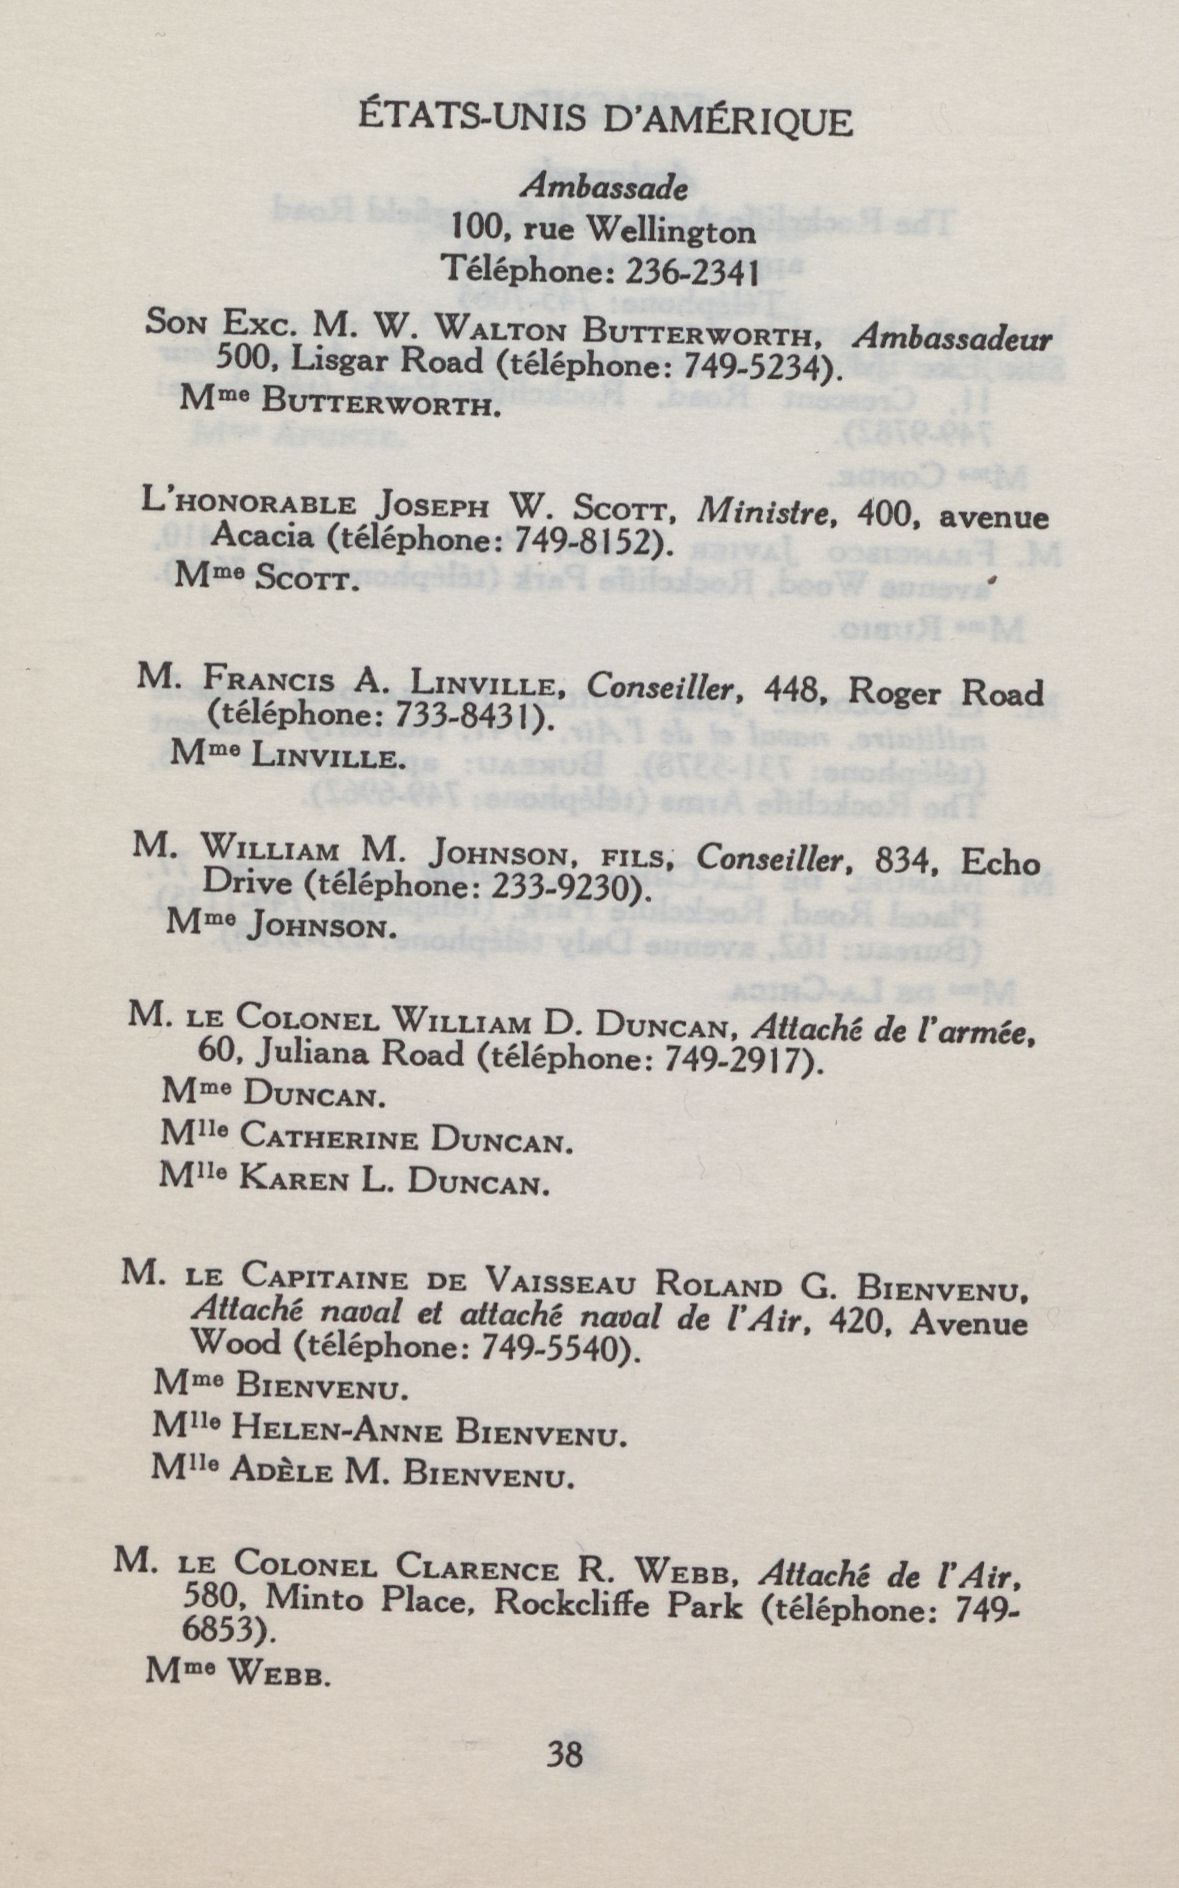 ÉTATS-UNIS D'AMÉRIQUE
Ambassade
100, rue Wellington
Téléphone: 236-2341
SON EXC. M. W. WALTON BUTTERWORTH, Ambassadeur
500, Lisgar Road (téléphone: 749-5234).
Mme BUTTERWORTH.
L'HONORABLE JOSEPH W. SCOTT, Ministre, 400, avenue
Acacia (téléphone: 749-8152).
Mme SCOTT.
M. FRANCIS A. LINVILLE, Conseiller, 448, Roger Road
(téléphone: 733-8431).
Mme LINVILLE.
M. WILLIAM M. JOHNSON, FILS, Conseiller, 834, Echo
Drive (téléphone: 233-9230).
Mme JOHNSON.
M. LE COLONEL WILLIAM D. DUNCAN, Attaché de l'armée,
60, Juliana Road (téléphone: 749-2917).
Mme DUNCAN.
Mlle CATHERINE DUNCAN.
Mlle KAREN L. DUNCAN.
M. LE CAPITAINE DE VAISSEAU ROLAND G. BIENVENU,
Attaché naval et attaché naval de l'Air, 420, Avenue
Wood (téléphone: 749-5540).
Mme BIENVENU.
Mlle HELEN-ANNE BIENVENU.
Mlle ADÈLE M. BIENVENU.
M. LE COLONEL CLARENCE R. WEBB, Attaché de l'Air,
580, Minto Place, Rockcliffe Park (téléphone: 749-
6853).
Mme WEBB.
38